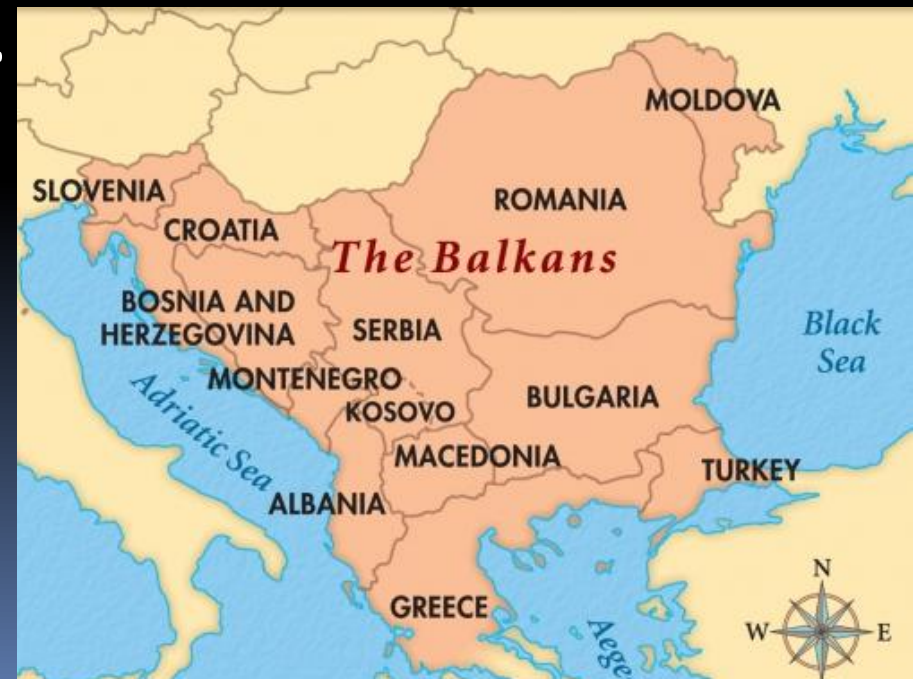 MOLDOVA
SLOVENIA
ROMANIA
CROATIA
The Balkans
BOSNIA AND
HERZEGOVINA
SERBIA
Black
Sea
MONTENEGRO
Adriatic Sea
KOSOVO
BULGARIA
MACEDONIA
TURKEY
ALBANIA
GREECE
Aege
N
W
E